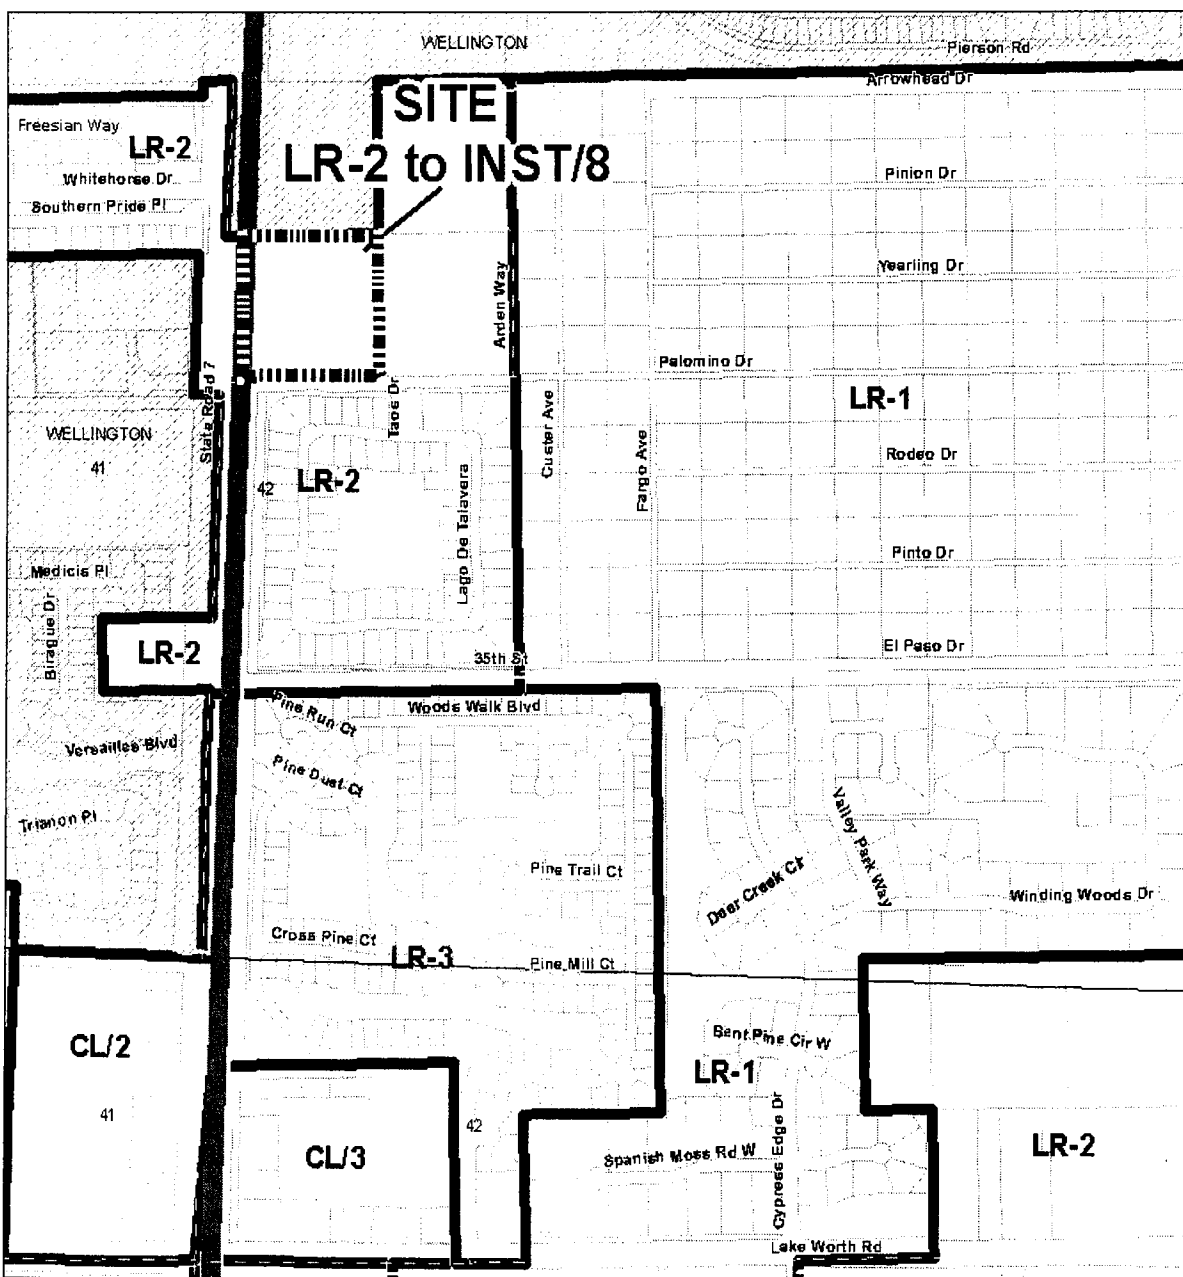 WELLINGTON
Pierson Rd
Arrowhead Dr
SITE
LR-2 to INST/8
Freesian Way
LR-2
Whitehorse Dr
Southern Pride Pl
Pinion Dr
Yearling Dr
Arden Way
Palomino Dr
State Road 7
Taos Dr
LR-1
Custer Ave
Fargo Ave
WELLINGTON
41
42
LR-2
Rodeo Dr
Lago De Talavera
Pinto Dr
Medicis Pl
Birague Dr
LR-2
35th St
El Paso Dr
Pine Run Ct
Woods Walk Blvd
Versailles Blvd
Pine Dust Ct
Trianon Pl
Valley Park Way
Pine Trail Ct
Deer Creek Cir
Winding Woods Dr
Cross Pine Ct
LR-3
Pine Mill Ct
CL/2
Bent Pine Cir W
LR-1
41
42
Cypress Edge Dr
CL/3
Spanish Moss Rd W
LR-2
Lake Worth Rd